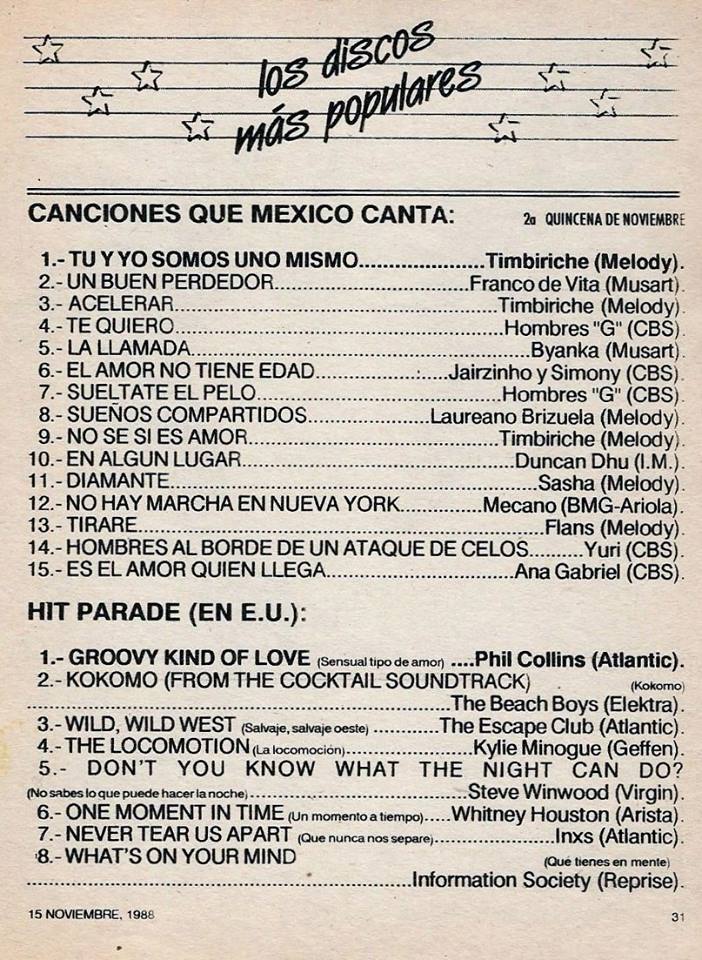 los discos
más populares
CANCIONES QUE MEXICO CANTA: 2a QUINCENA DE NOVIEMBRE
1.- TU Y YO SOMOS UNO MISMO..................Timbiriche (Melody).
2.- UN BUEN PERDEDOR............................Franco de Vita (Musart).
3.- ACELERAR..............................................Timbiriche (Melody).
4.- TE QUIERO...............................................Hombres "G" (CBS).
5.- LA LLAMADA................................................Byanka (Musart).
6.- EL AMOR NO TIENE EDAD...................Jairzinho y Simony (CBS).
7.- SUELTATE EL PELO...................................Hombres "G" (CBS).
8.- SUEÑOS COMPARTIDOS.................Laureano Brizuela (Melody).
9.- NO SE SI ES AMOR....................................Timbiriche (Melody).
10.- EN ALGUN LUGAR.......................................Duncan Dhu (I.M.).
11.- DIAMANTE....................................................Sasha (Melody).
12.- NO HAY MARCHA EN NUEVA YORK............Mecano (BMG-Ariola).
13.- TIRARE.........................................................Flans (Melody).
14.- HOMBRES AL BORDE DE UN ATAQUE DE CELOS.........Yuri (CBS).
15.- ES EL AMOR QUIEN LLEGA..........................Ana Gabriel (CBS).
HIT PARADE (EN E.U.):
1.- GROOVY KIND OF LOVE (Sensual tipo de amor) ....Phil Collins (Atlantic).
2.- KOKOMO (FROM THE COCKTAIL SOUNDTRACK) (Kokomo)
..........................................................The Beach Boys (Elektra).
3.- WILD, WILD WEST (Salvaje, salvaje oeste) ............The Escape Club (Atlantic).
4.- THE LOCOMOTION (La locomoción).......................Kylie Minogue (Geffen).
5.- DON'T YOU KNOW WHAT THE NIGHT CAN DO?
(No sabes lo que puede hacer la noche)......................................Steve Winwood (Virgin).
6.- ONE MOMENT IN TIME (Un momento a tiempo).....Whitney Houston (Arista).
7.- NEVER TEAR US APART (Que nunca nos separe)......................Inxs (Atlantic).
8.- WHAT'S ON YOUR MIND (Qué tienes en mente)
....................................................Information Society (Reprise).
15 NOVIEMBRE, 1988 31